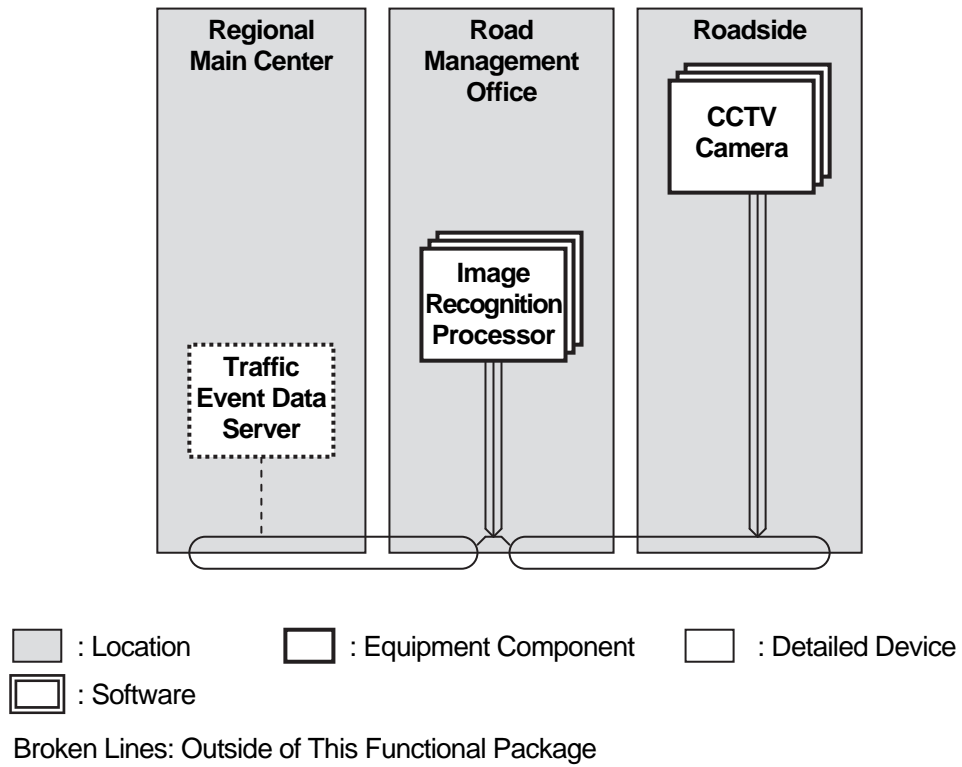 Regional
Main Center
Road
Management
Office
Roadside
CCTV
Camera
Image
Recognition
Processor
Traffic
Event Data
Server
: Location
: Equipment Component
: Detailed Device
: Software
Broken Lines: Outside of This Functional Package